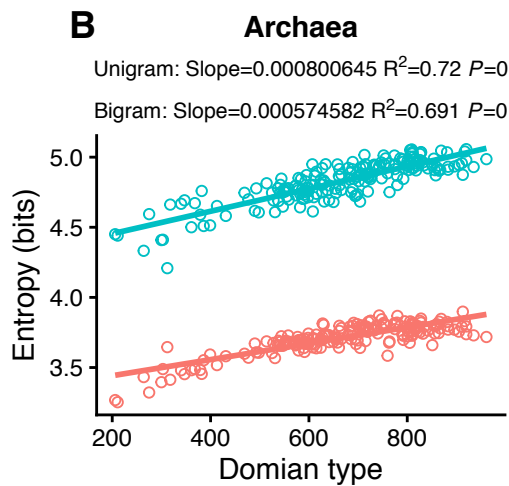 B
Archaea
Unigram: Slope=0.000800645 R²=0.72 P=0
Bigram: Slope=0.000574582 R²=0.691 P=0
5.0
4.5
4.0
3.5
Entropy (bits)
200 400 600 800
Domian type